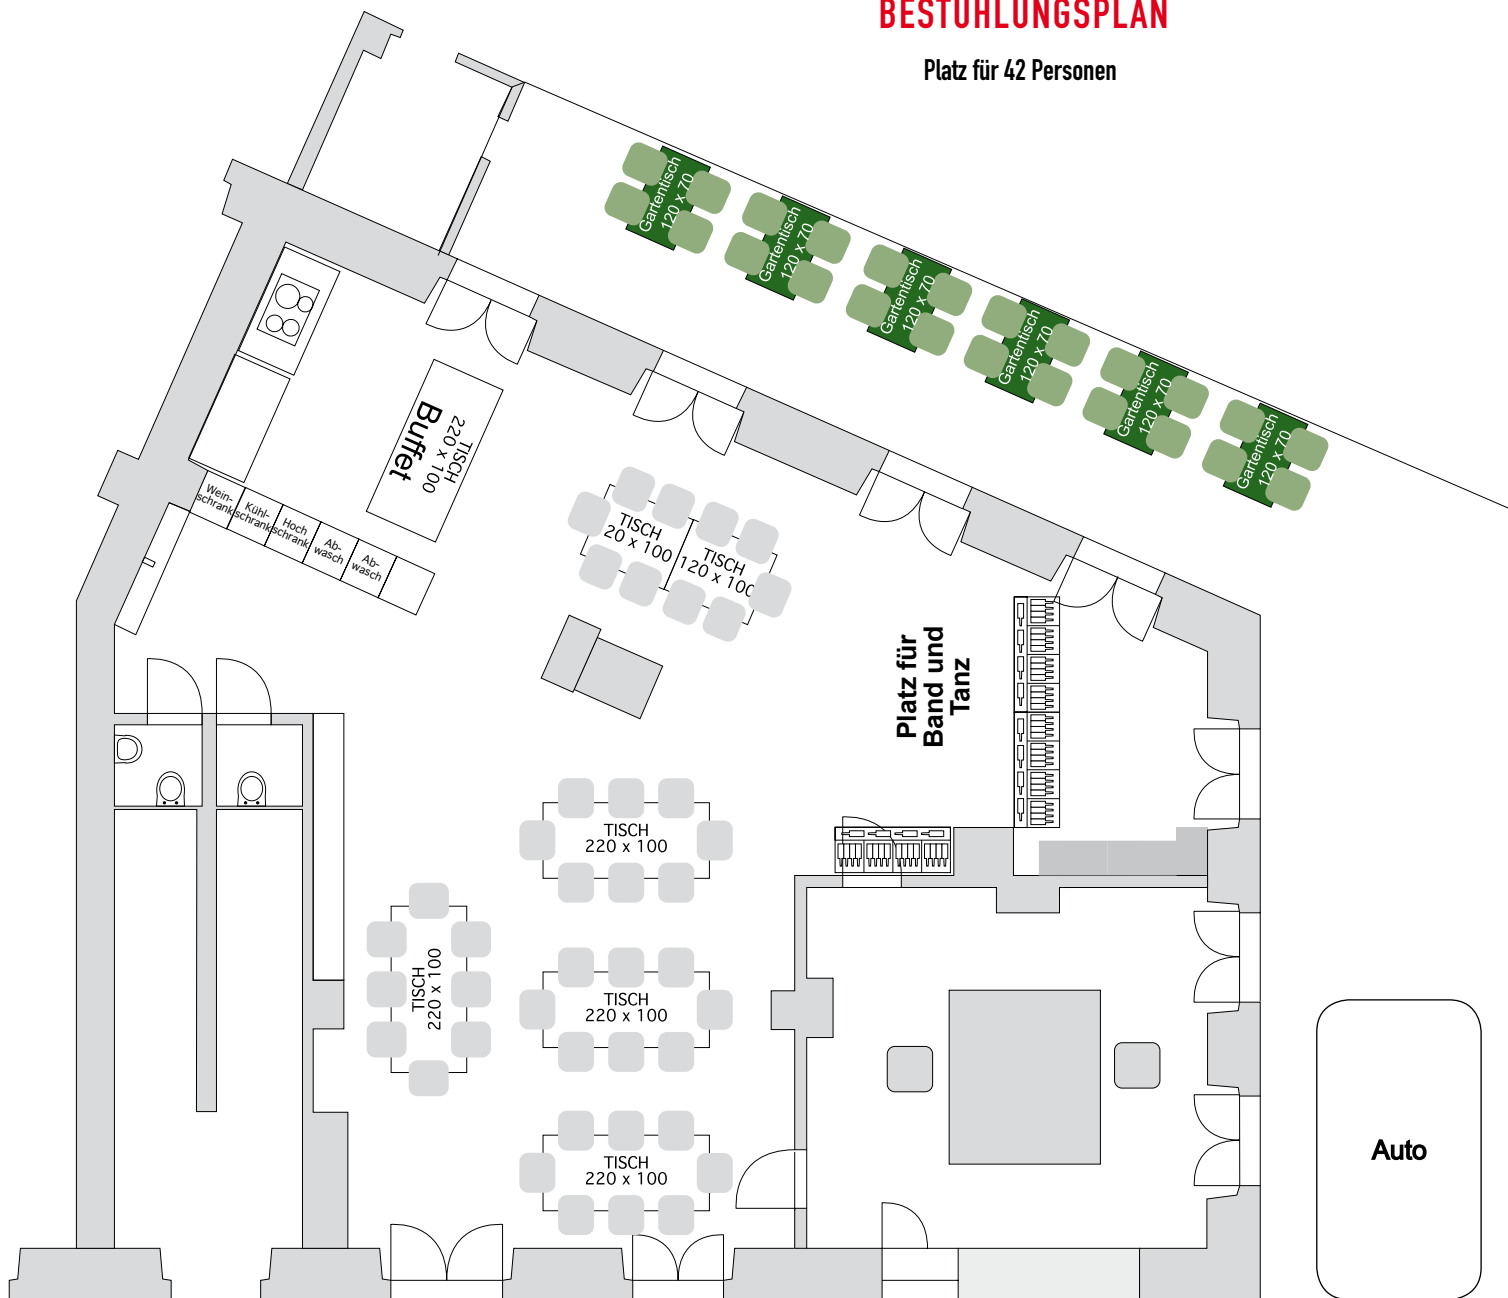 BESTUHLUNGSPLAN
Platz für 42 Personen
Gartentisch
120 x 70
Gartentisch
120 x 70
Gartentisch
120 x 70
Gartentisch
120 x 70
Gartentisch
120 x 70
Gartentisch
120 x 70
TISCH
220 x 100
Buffet
Wein-
schrank
Kühl-
schrank
Hoch
schrank
Ab-
wasch
Ab-
wasch
TISCH
20 x 100
TISCH
120 x 100
Platz für
Band und
Tanz
TISCH
220 x 100
TISCH
220 x 100
TISCH
220 x 100
TISCH
220 x 100
Auto